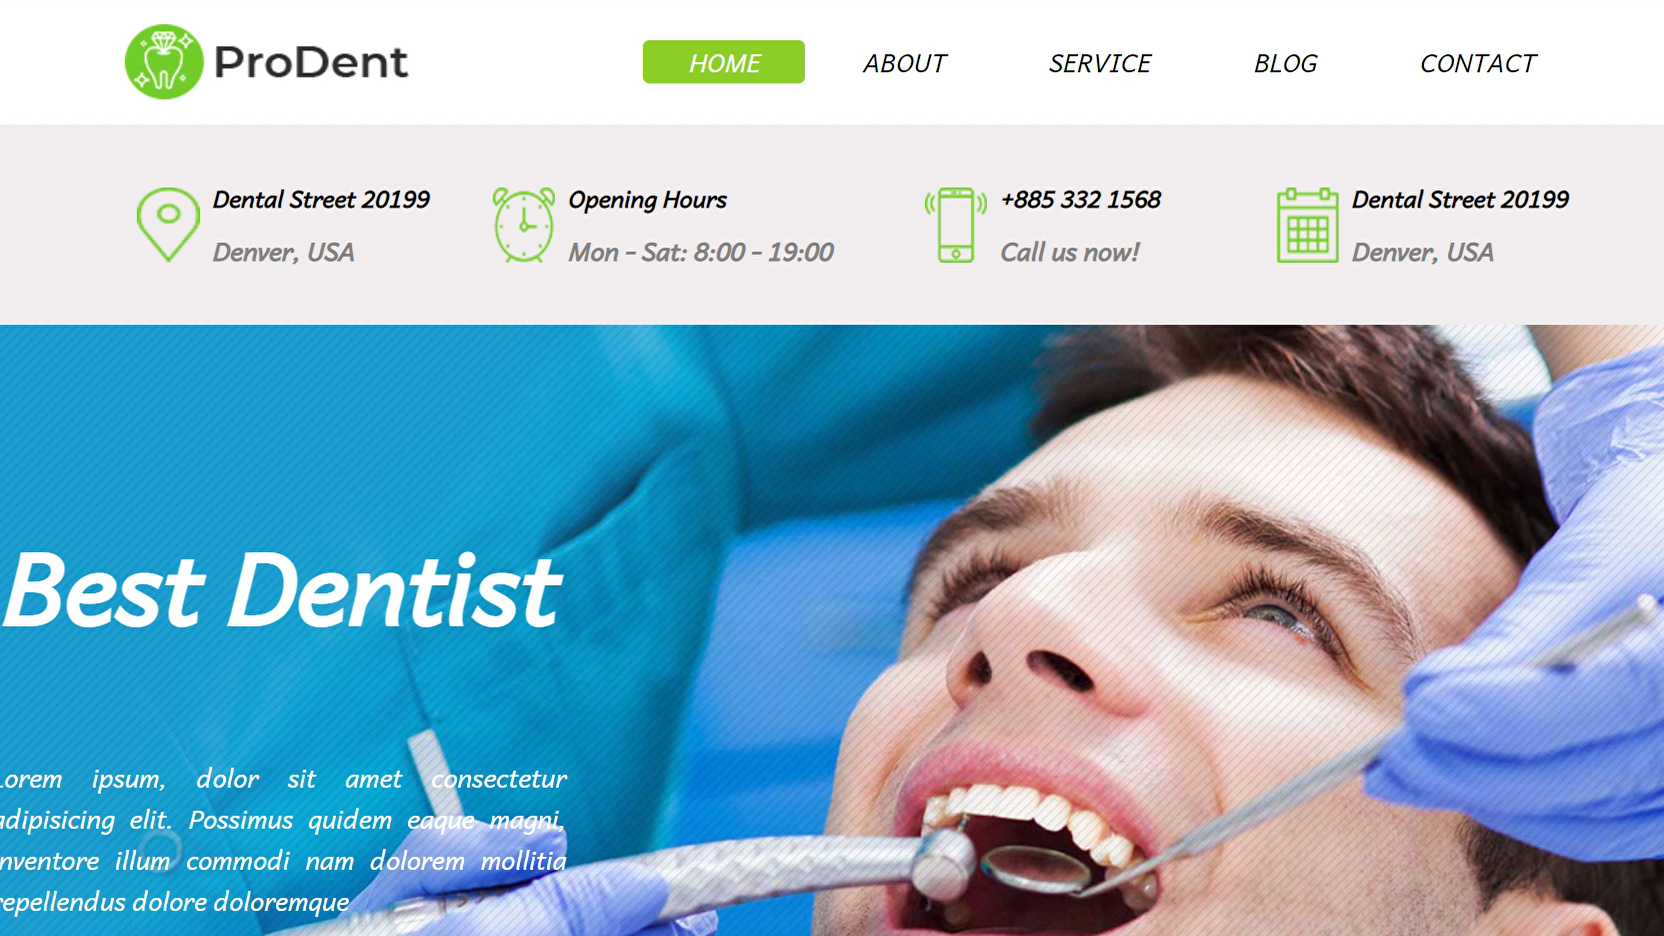 ProDent
HOME ABOUT SERVICE BLOG CONTACT
Dental Street 20199
Denver, USA
Opening Hours
Mon - Sat: 8:00 - 19:00
+885 332 1568
Call us now!
Dental Street 20199
Denver, USA
Best Dentist
Lorem ipsum, dolor sit amet consectetur
adipisicing elit. Possimus quidem eaque magni,
inventore illum commodi nam dolorem mollitia
repellendus dolore doloremque